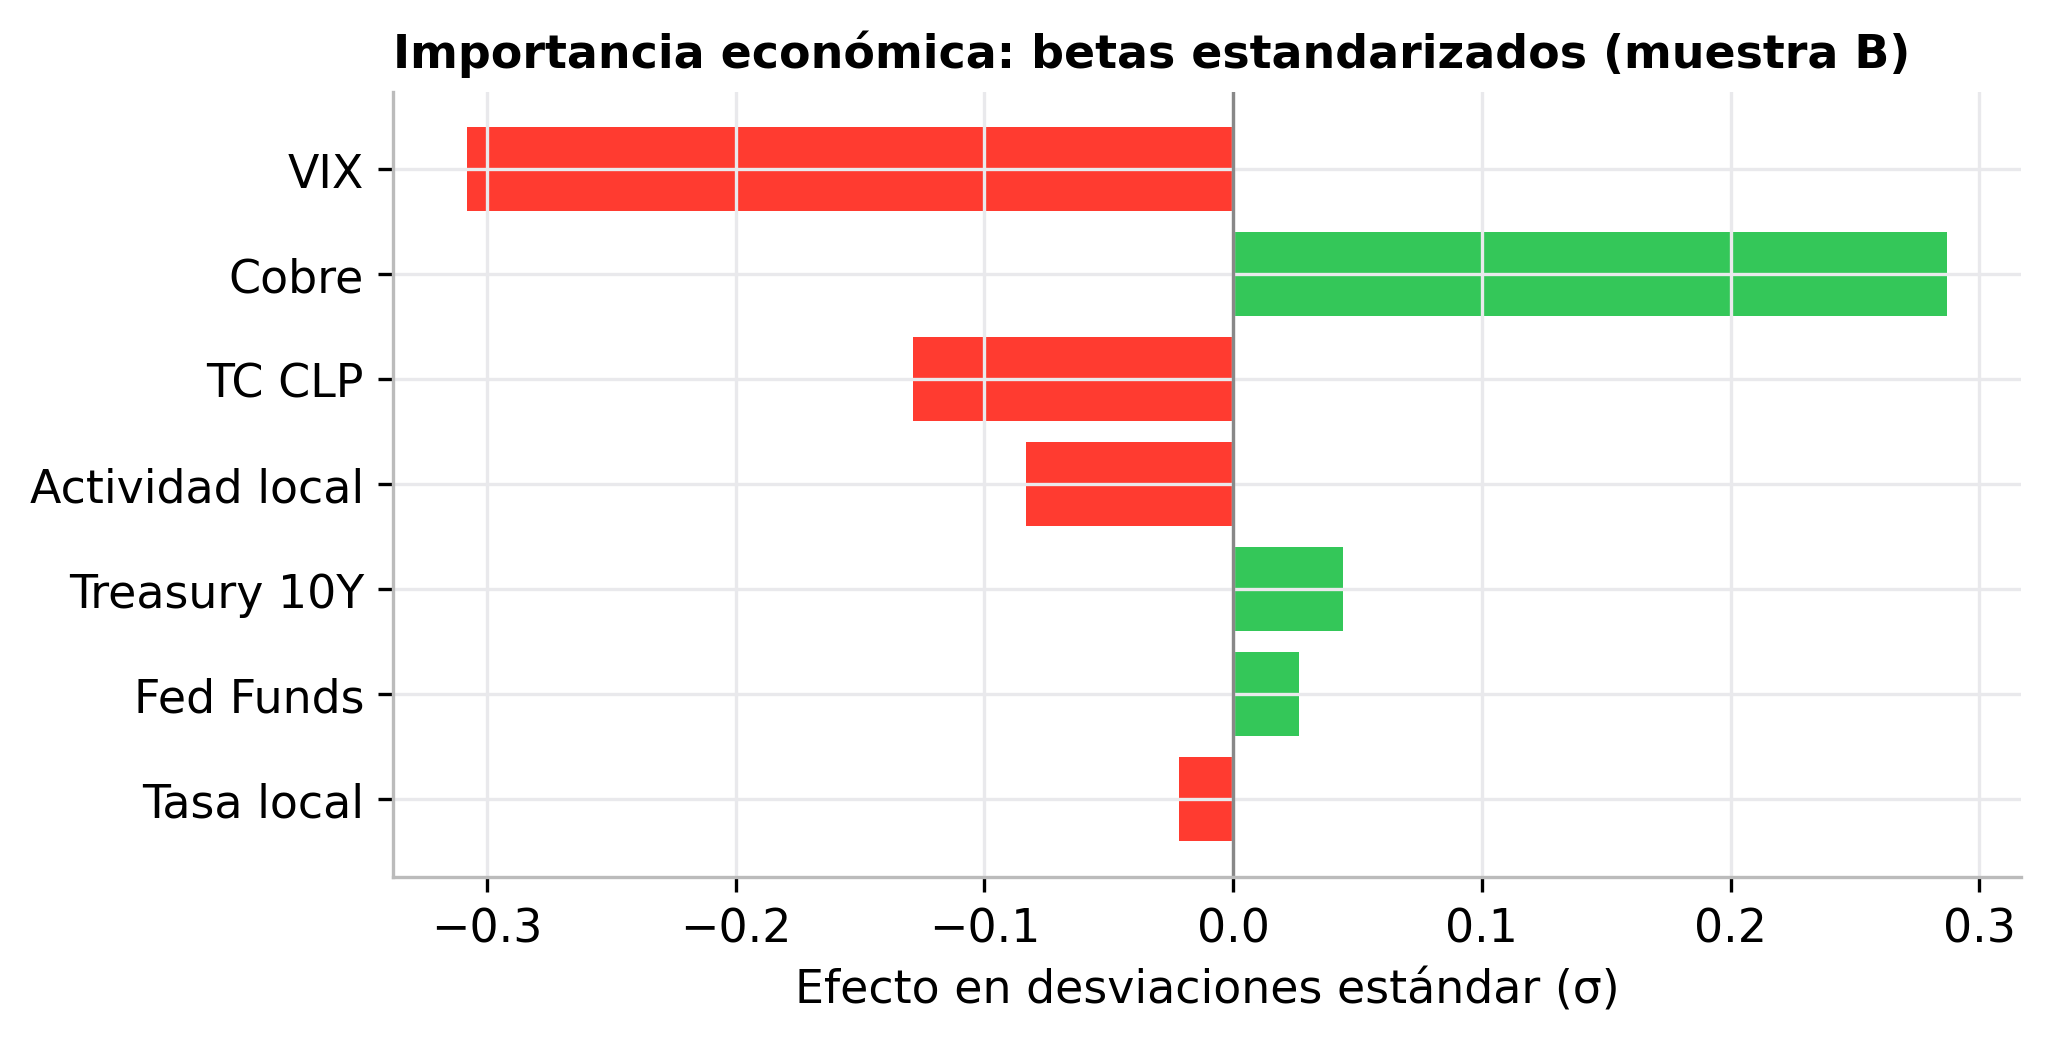 Importancia económica: betas estandarizados (muestra B)
VIX
Cobre
TC CLP
Actividad local
Treasury 10Y
Fed Funds
Tasa local
−0.3 −0.2 −0.1 0.0 0.1 0.2 0.3
Efecto en desviaciones estándar (σ)